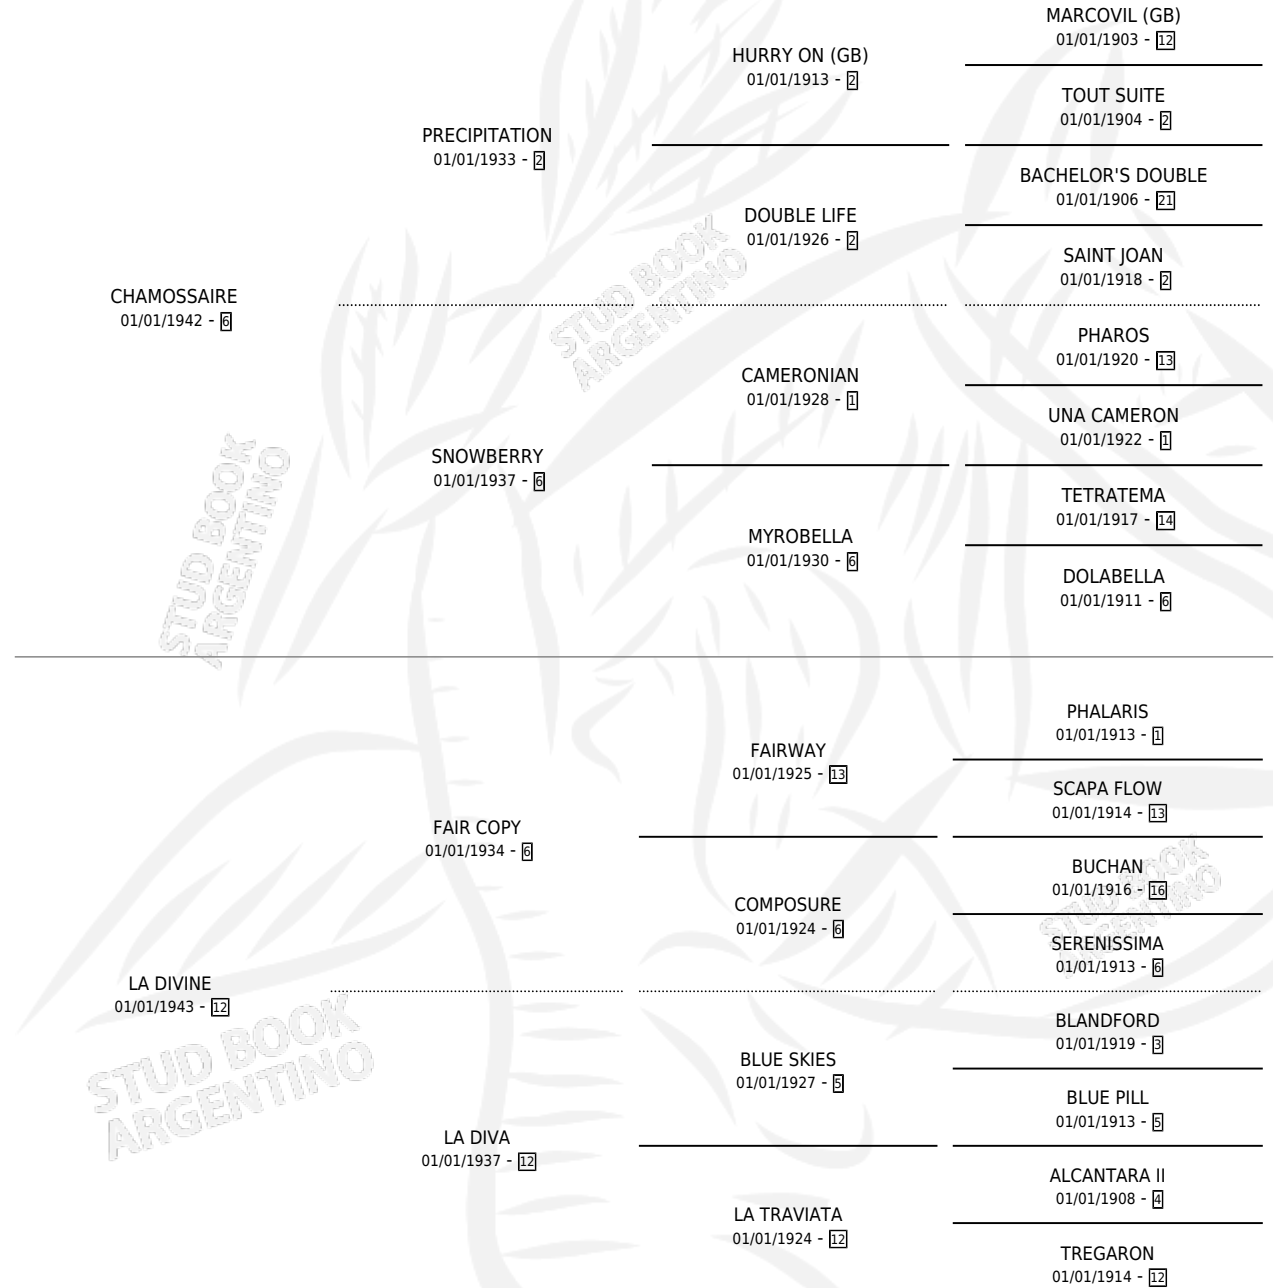 MARCOVIL (GB)
01/01/1903 - 12
HURRY ON (GB)
01/01/1913 - 2
TOUT SUITE
01/01/1904 - 2
PRECIPITATION
01/01/1933 - 2
BACHELOR'S DOUBLE
01/01/1906 - 21
DOUBLE LIFE
01/01/1926 - 2
SAINT JOAN
01/01/1918 - 2
CHAMOSSAIRE
01/01/1942 - 6
STUD BOOK
ARGENTINO
PHAROS
01/01/1920 - 13
CAMERONIAN
01/01/1928 - 1
UNA CAMERON
01/01/1922 - 1
SNOWBERRY
01/01/1937 - 6
STUD BOOK
ARGENTINO
TETRATEMA
01/01/1917 - 14
MYROBELLA
01/01/1930 - 6
DOLABELLA
01/01/1911 - 6
PHALARIS
01/01/1913 - 1
FAIRWAY
01/01/1925 - 13
SCAPA FLOW
01/01/1914 - 13
FAIR COPY
01/01/1934 - 6
BUCHAN
01/01/1916 - 16
COMPOSURE
01/01/1924 - 6
STUD BOOK
ARGENTINO
SERENISSIMA
01/01/1913 - 6
LA DIVINE
01/01/1943 - 12
BLANDFORD
01/01/1919 - 3
STUD BOOK
ARGENTINO
BLUE SKIES
01/01/1927 - 5
BLUE PILL
01/01/1913 - 5
LA DIVA
01/01/1937 - 12
ALCANTARA II
01/01/1908 - 4
LA TRAVIATA
01/01/1924 - 12
TREGARON
01/01/1914 - 12